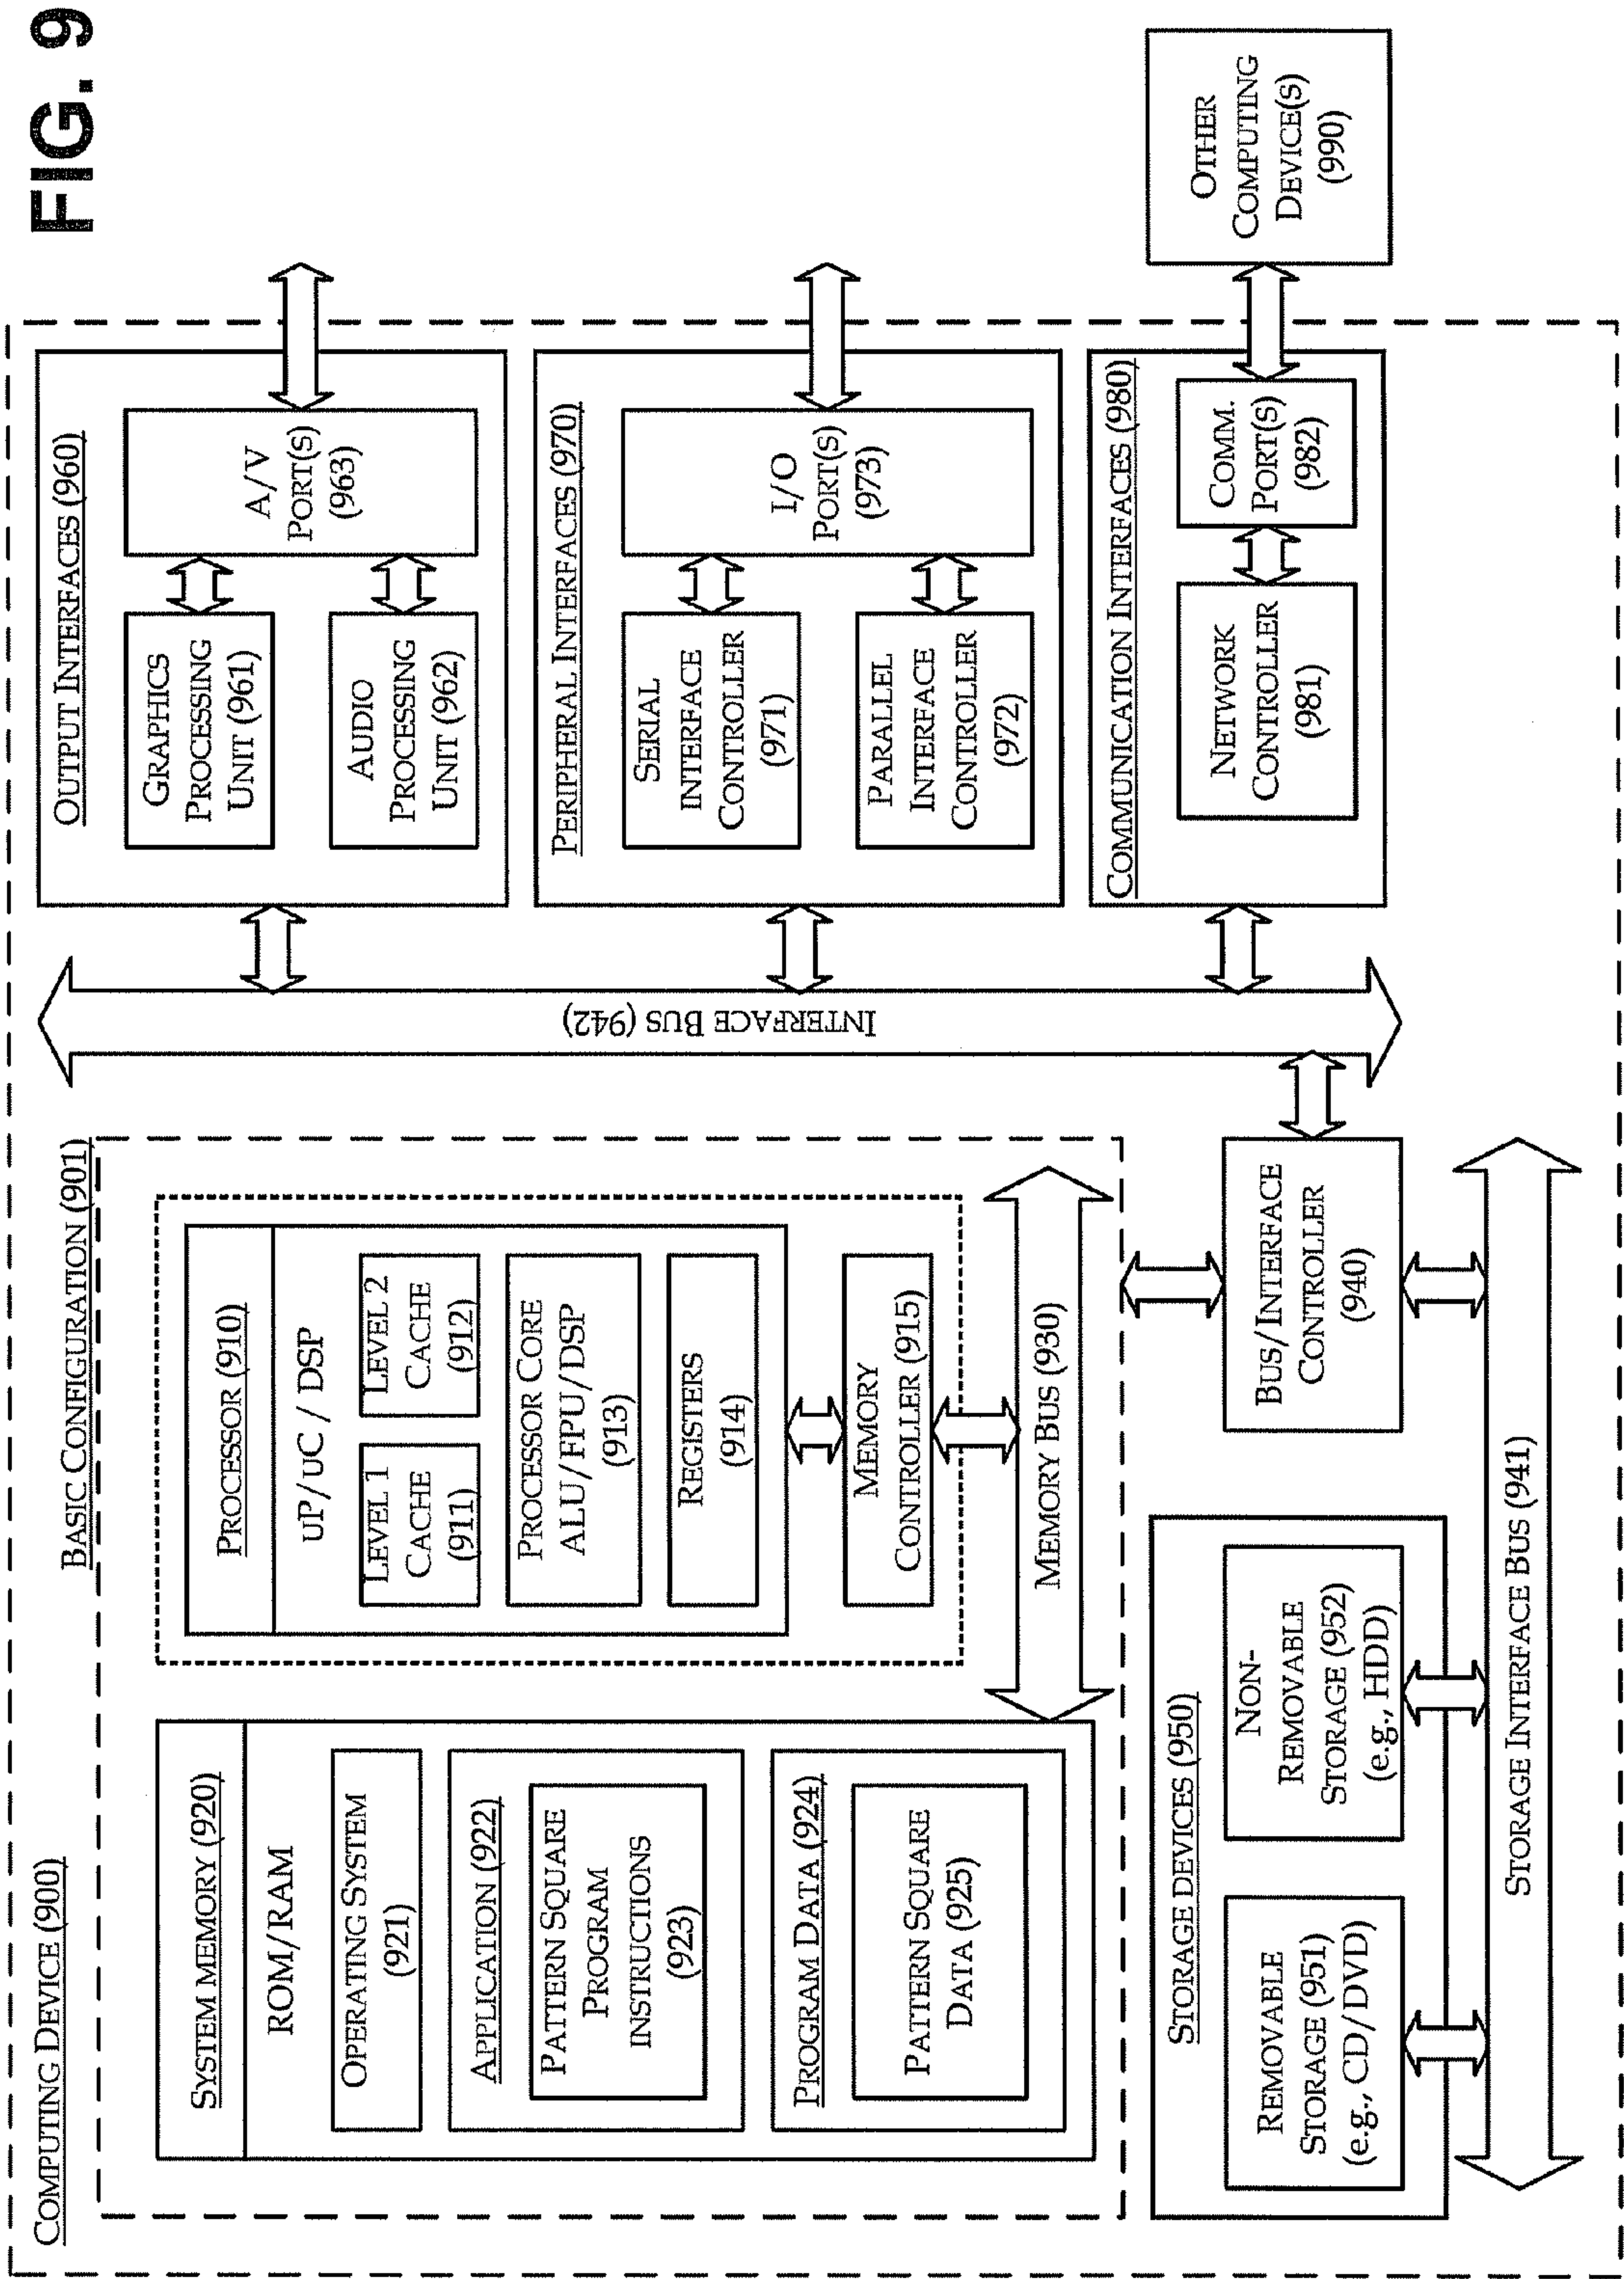 FIG. 9
COMPUTING DEVICE (900)
BASIC CONFIGURATION (901)
SYSTEM MEMORY (920)
ROM/RAM
OPERATING SYSTEM
(921)
APPLICATION (922)
PATTERN SQUARE
PROGRAM
INSTRUCTIONS
(923)
PROGRAM DATA (924)
PATTERN SQUARE
DATA (925)
PROCESSOR (910)
uP/uC / DSP
LEVEL 1
CACHE
(911)
LEVEL 2
CACHE
(912)
PROCESSOR CORE
ALU/FPU/DSP
(913)
REGISTERS
(914)
MEMORY
CONTROLLER (915)
MEMORY BUS (930)
BUS/INTERFACE
CONTROLLER
(940)
STORAGE DEVICES (950)
REMOVABLE
STORAGE (951)
(e.g., CD/DVD)
NON-
REMOVABLE
STORAGE (952)
(e.g., HDD)
STORAGE INTERFACE BUS (941)
INTERFACE BUS (942)
OUTPUT INTERFACES (960)
GRAPHICS
PROCESSING
UNIT (961)
AUDIO
PROCESSING
UNIT (962)
A/V
PORT(S)
(963)
PERIPHERAL INTERFACES (970)
SERIAL
INTERFACE
CONTROLLER
(971)
PARALLEL
INTERFACE
CONTROLLER
(972)
I/O
PORT(S)
(973)
COMMUNICATION INTERFACES (980)
NETWORK
CONTROLLER
(981)
COMM.
PORT(S)
(982)
OTHER
COMPUTING
DEVICE(S)
(990)